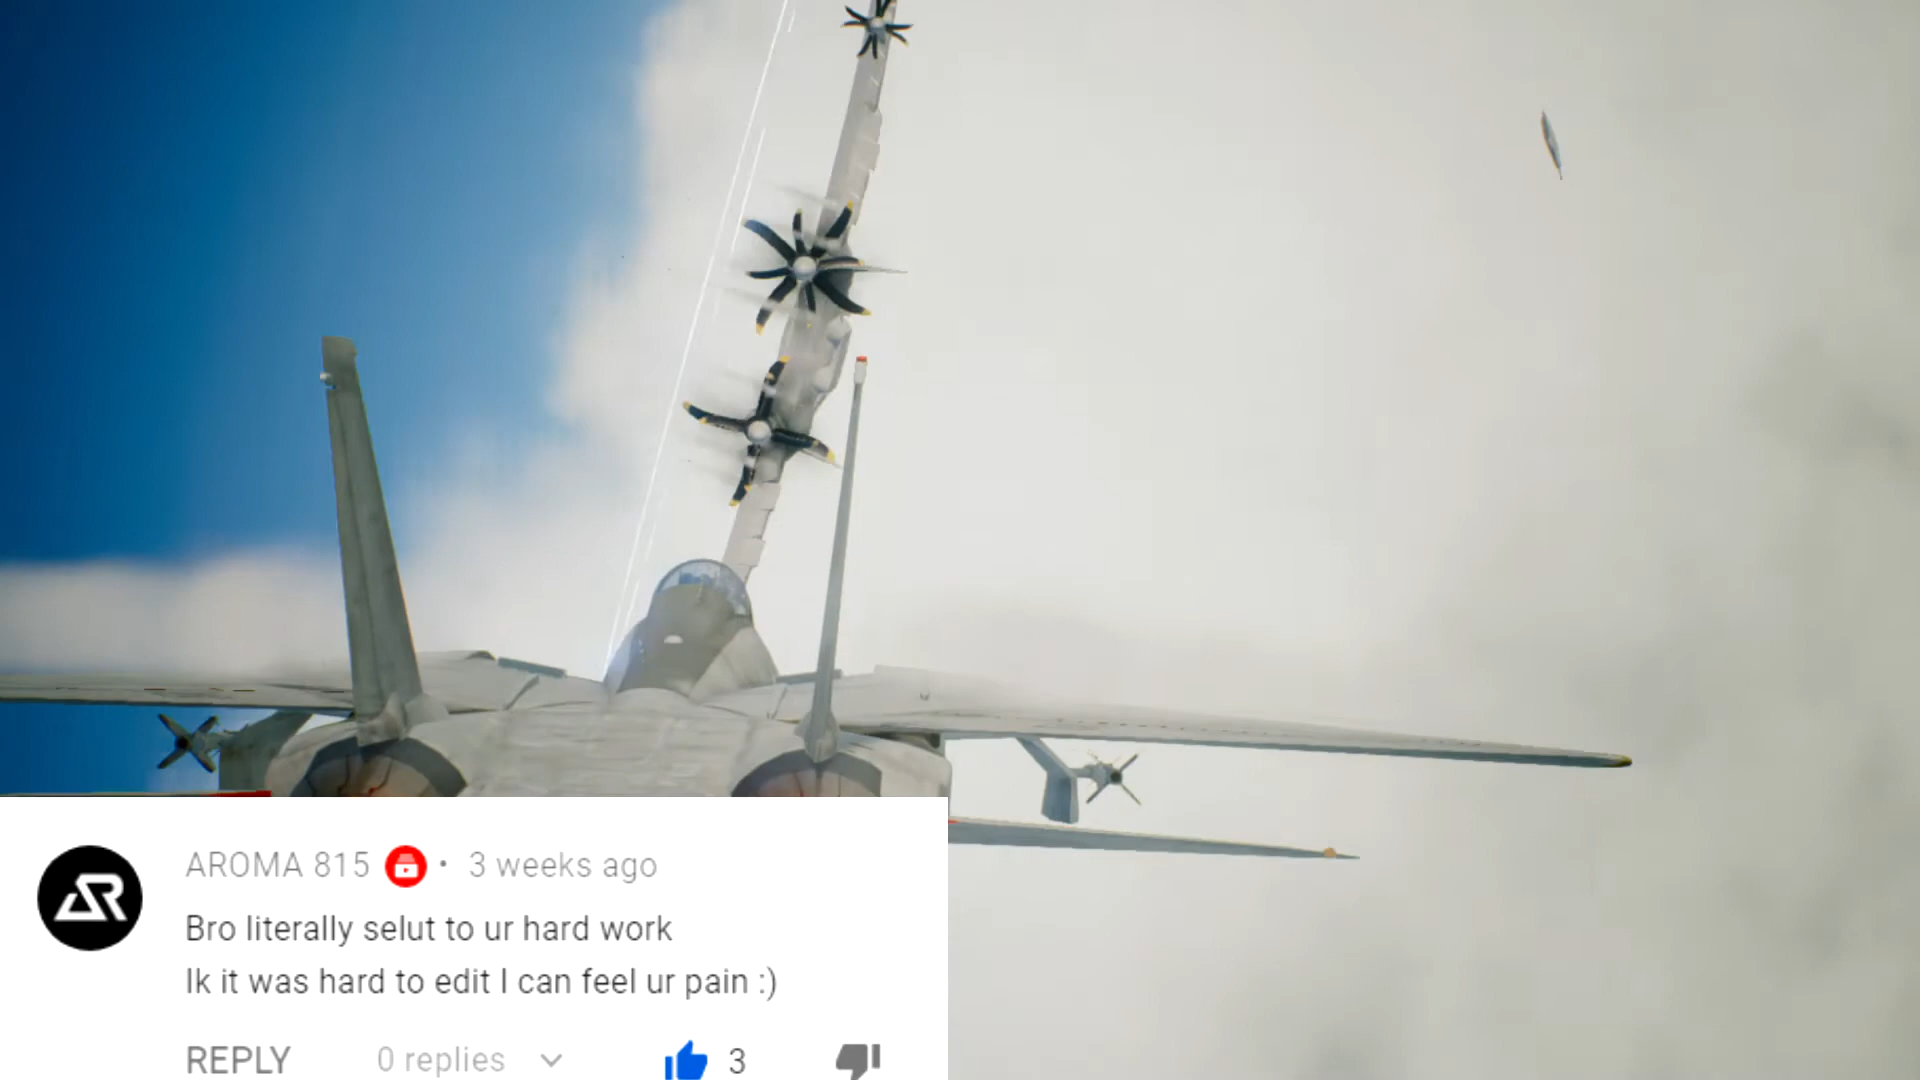 AROMA 815 • 3 weeks ago
Bro literally selut to ur hard work
Ik it was hard to edit I can feel ur pain :)
REPLY 0 replies 3